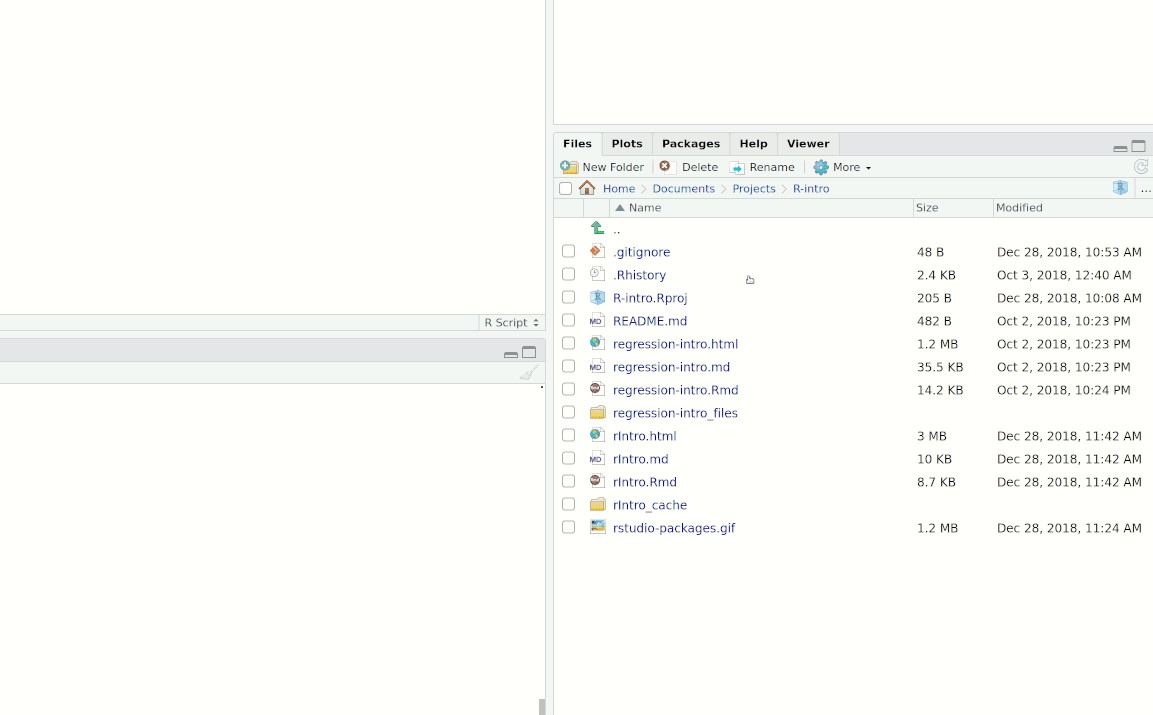 R Script
Files Plots Packages Help Viewer
New Folder Delete Rename More
Home Documents Projects R-intro ...
Name Size Modified
..
.gitignore 48 B Dec 28, 2018, 10:53 AM
.Rhistory 2.4 KB Oct 3, 2018, 12:40 AM
R-intro.Rproj 205 B Dec 28, 2018, 10:08 AM
MD README.md 482 B Oct 2, 2018, 10:23 PM
regression-intro.html 1.2 MB Oct 2, 2018, 10:23 PM
MD regression-intro.md 35.5 KB Oct 2, 2018, 10:23 PM
regression-intro.Rmd 14.2 KB Oct 2, 2018, 10:24 PM
regression-intro_files
rIntro.html 3 MB Dec 28, 2018, 11:42 AM
MD rIntro.md 10 KB Dec 28, 2018, 11:42 AM
rIntro.Rmd 8.7 KB Dec 28, 2018, 11:42 AM
rIntro_cache
rstudio-packages.gif 1.2 MB Dec 28, 2018, 11:24 AM